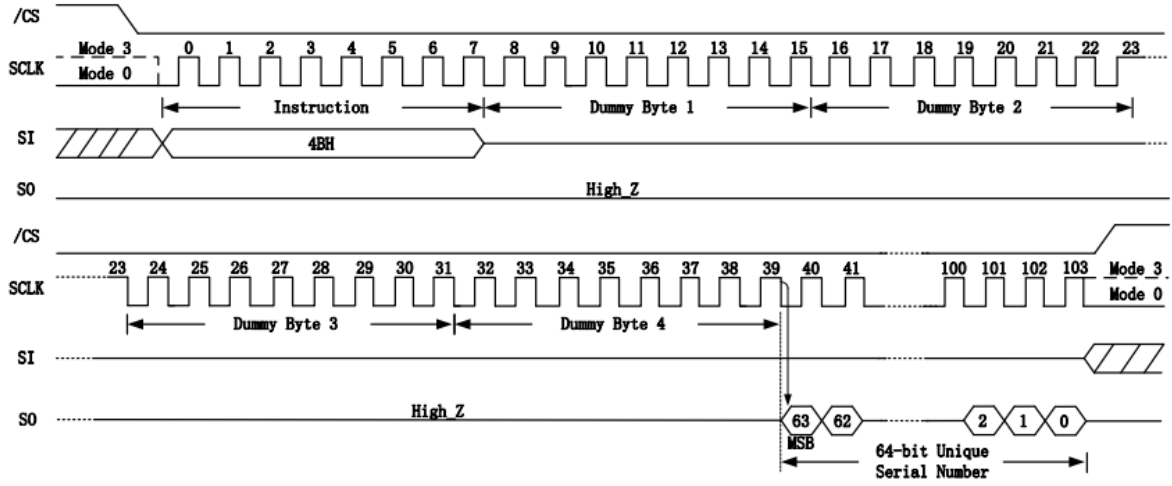 /CS
Mode 3 0 1 2 3 4 5 6 7 8 9 10 11 12 13 14 15 16 17 18 19 20 21 22 23
SCLK Mode 0
Instruction Dummy Byte 1 Dummy Byte 2
SI 4BH
SO High_Z
/CS
23 24 25 26 27 28 29 30 31 32 33 34 35 36 37 38 39 40 41 100 101 102 103 Mode 3
SCLK Mode 0
Dummy Byte 3 Dummy Byte 4
SI
SO High_Z 63 62 2 1 0
MSB 64-bit Unique
Serial Number